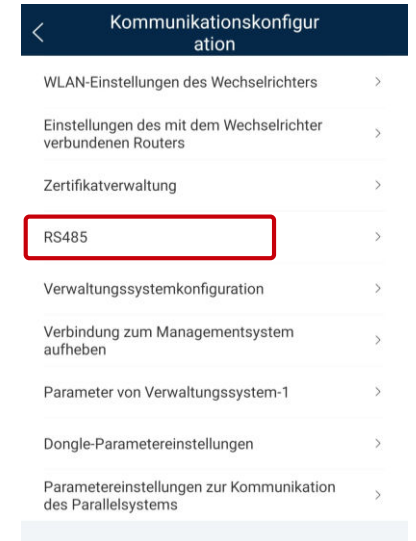 Kommunikationskonfigur
ation
WLAN-Einstellungen des Wechselrichters
Einstellungen des mit dem Wechselrichter
verbundenen Routers
Zertifikatverwaltung
RS485
Verwaltungssystemkonfiguration
Verbindung zum Managementsystem
aufheben
Parameter von Verwaltungssystem-1
Dongle-Parametereinstellungen
Parametereinstellungen zur Kommunikation
des Parallelsystems